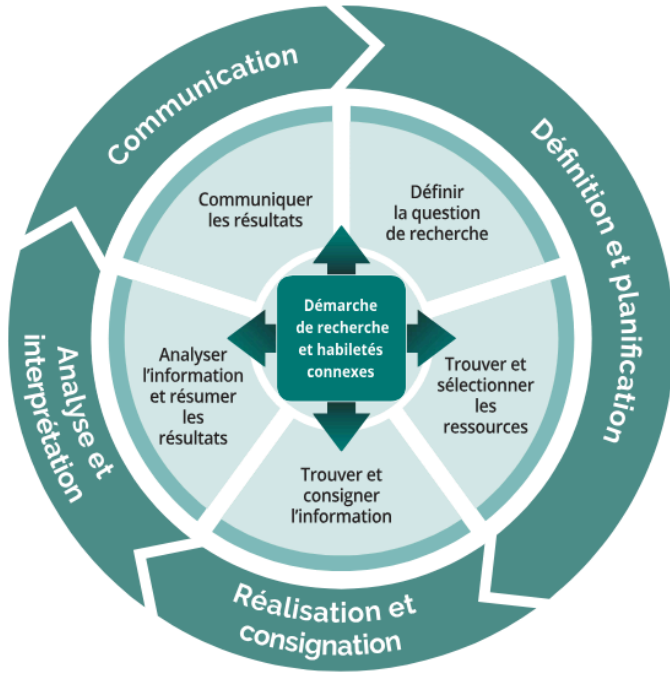 Communication
Définition et planification
Réalisation et
consignation
Analyse et
interprétation
Communiquer
les résultats
Définir
la question
de recherche
Démarche
de recherche
et habiletés
connexes
Analyser
l'information
et résumer
les
résultats
Trouver et
sélectionner
les
ressources
Trouver et
consigner
l'information